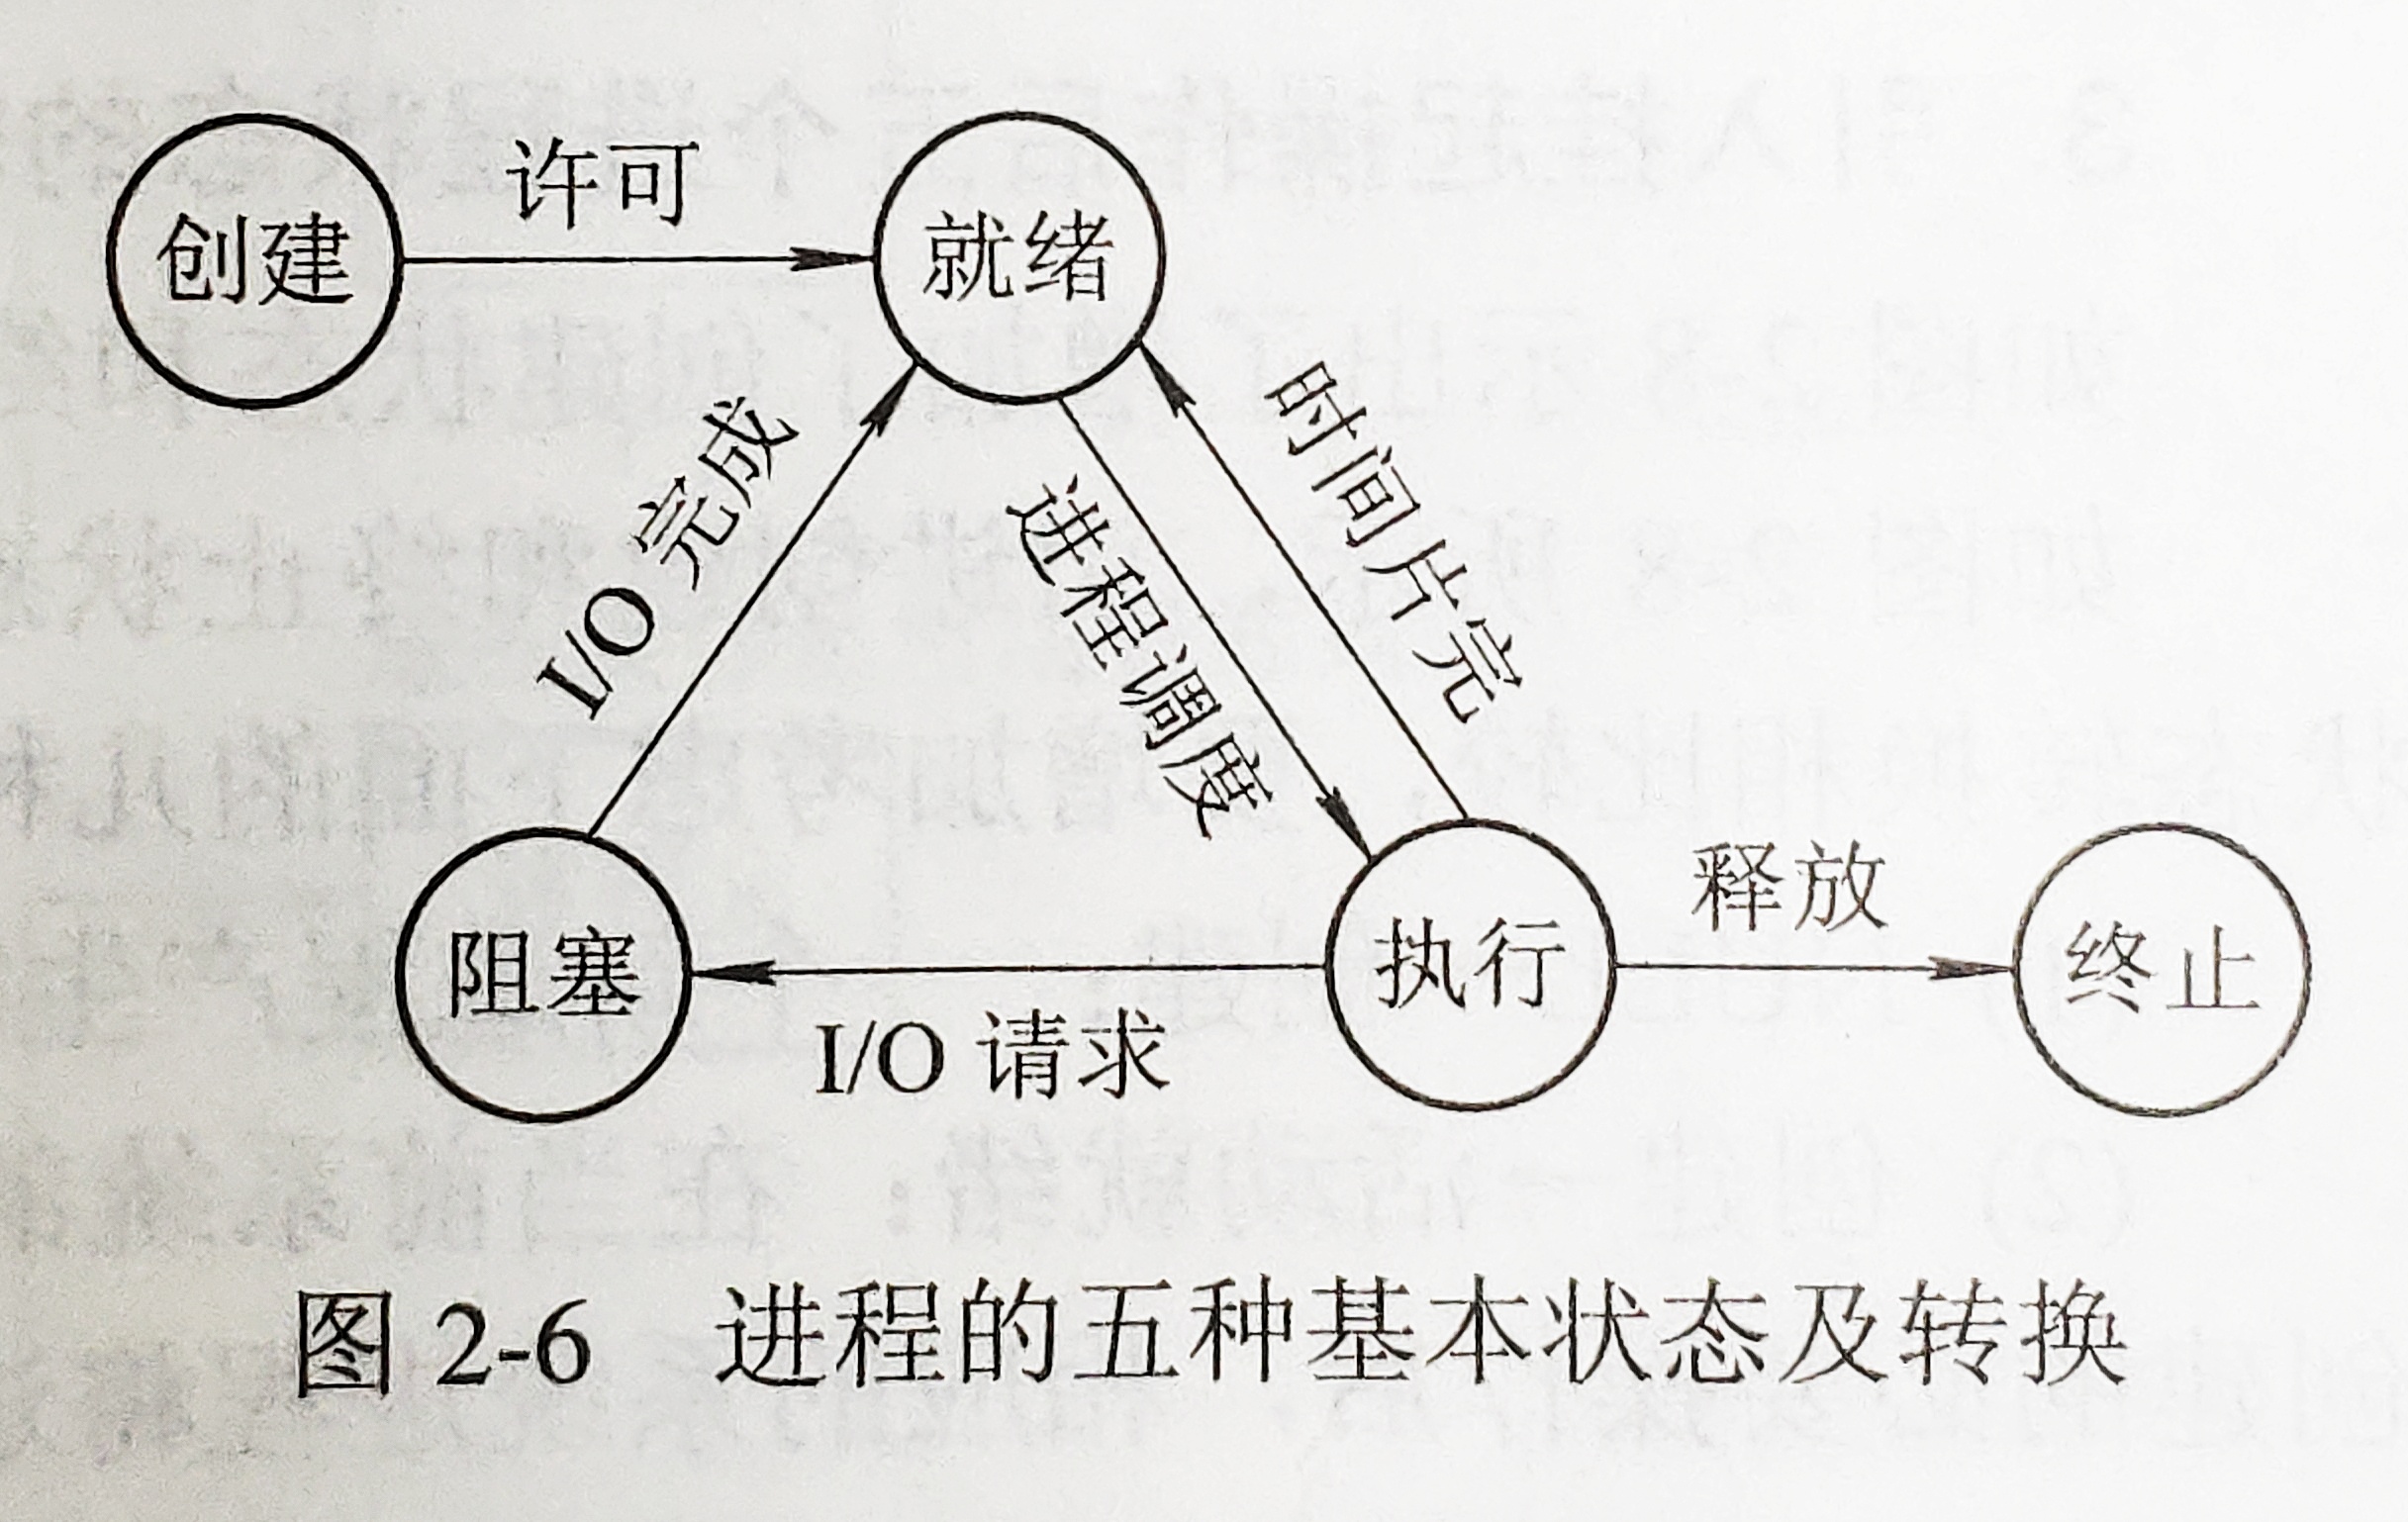 创建
许可
就绪
I/O 完成
进程调度
时间片完
阻塞
I/O 请求
执行
释放
终止
图 2-6 进程的五种基本状态及转换